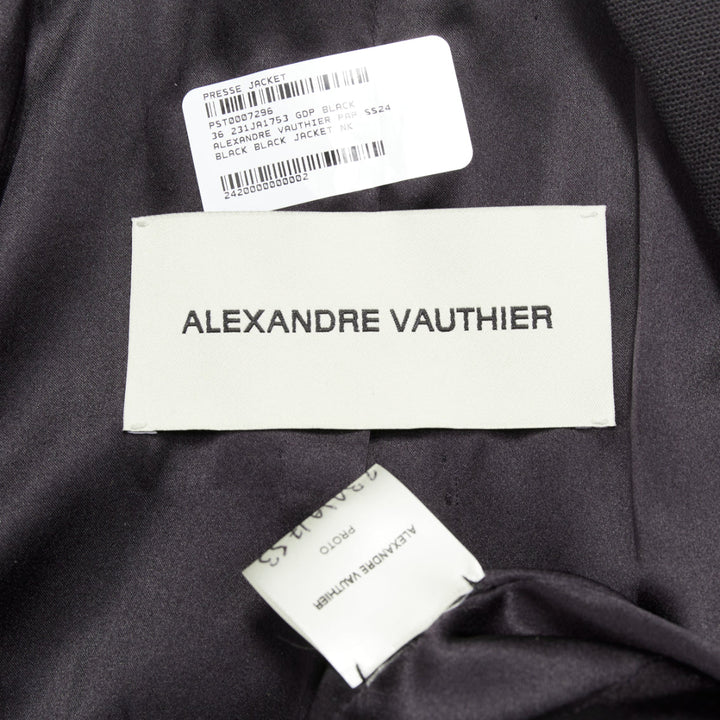 PRESSE JACKET
PST0007296
36 231JA1753 GDP BLACK
ALEXANDRE VAUTHIER PAP SS24
BLACK BLACK JACKET NK
2420000000002
ALEXANDRE VAUTHIER
ALEXANDRE VAUTHIER
PROTO